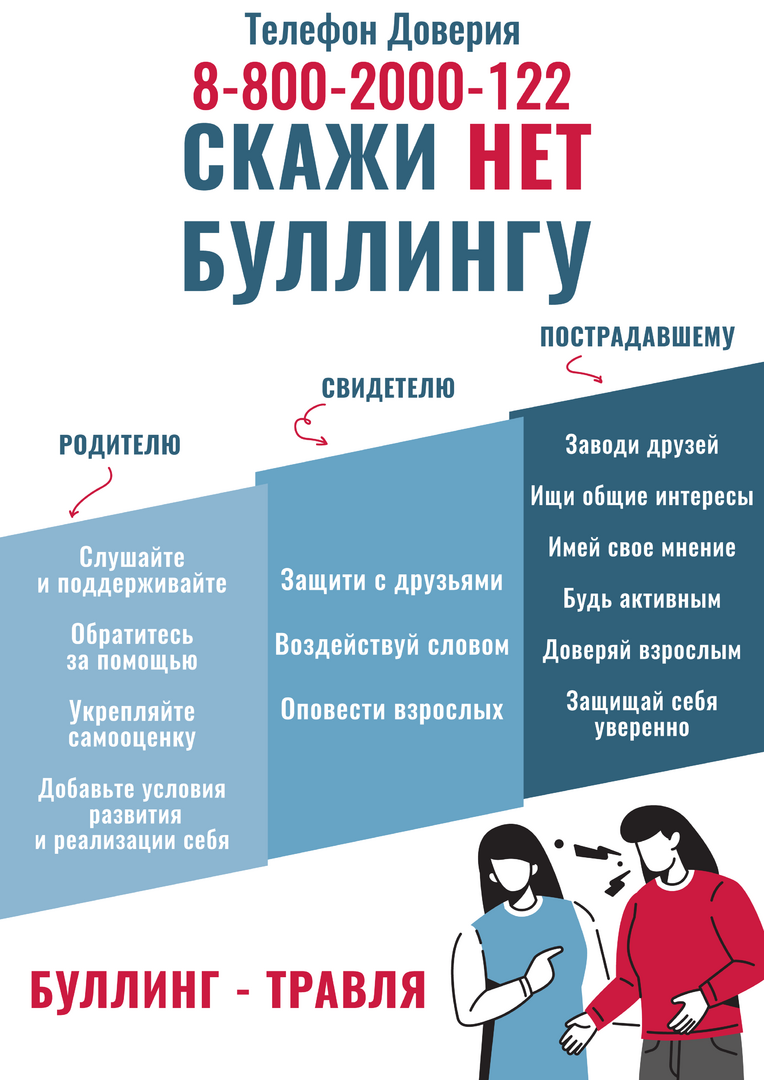 Телефон Доверия
8-800-2000-122
СКАЖИ НЕТ
БУЛЛИНГУ
РОДИТЕЛЮ
Слушайте
и поддерживайте
Обратитесь
за помощью
Укрепляйте
самооценку
Добавьте условия
развития
и реализации себя
СВИДЕТЕЛЮ
Защити с друзьями
Воздействуй словом
Оповести взрослых
ПОСТРАДАВШЕМУ
Заводи друзей
Ищи общие интересы
Имей свое мнение
Будь активным
Доверяй взрослым
Защищай себя
уверенно
БУЛЛИНГ - ТРАВЛЯ